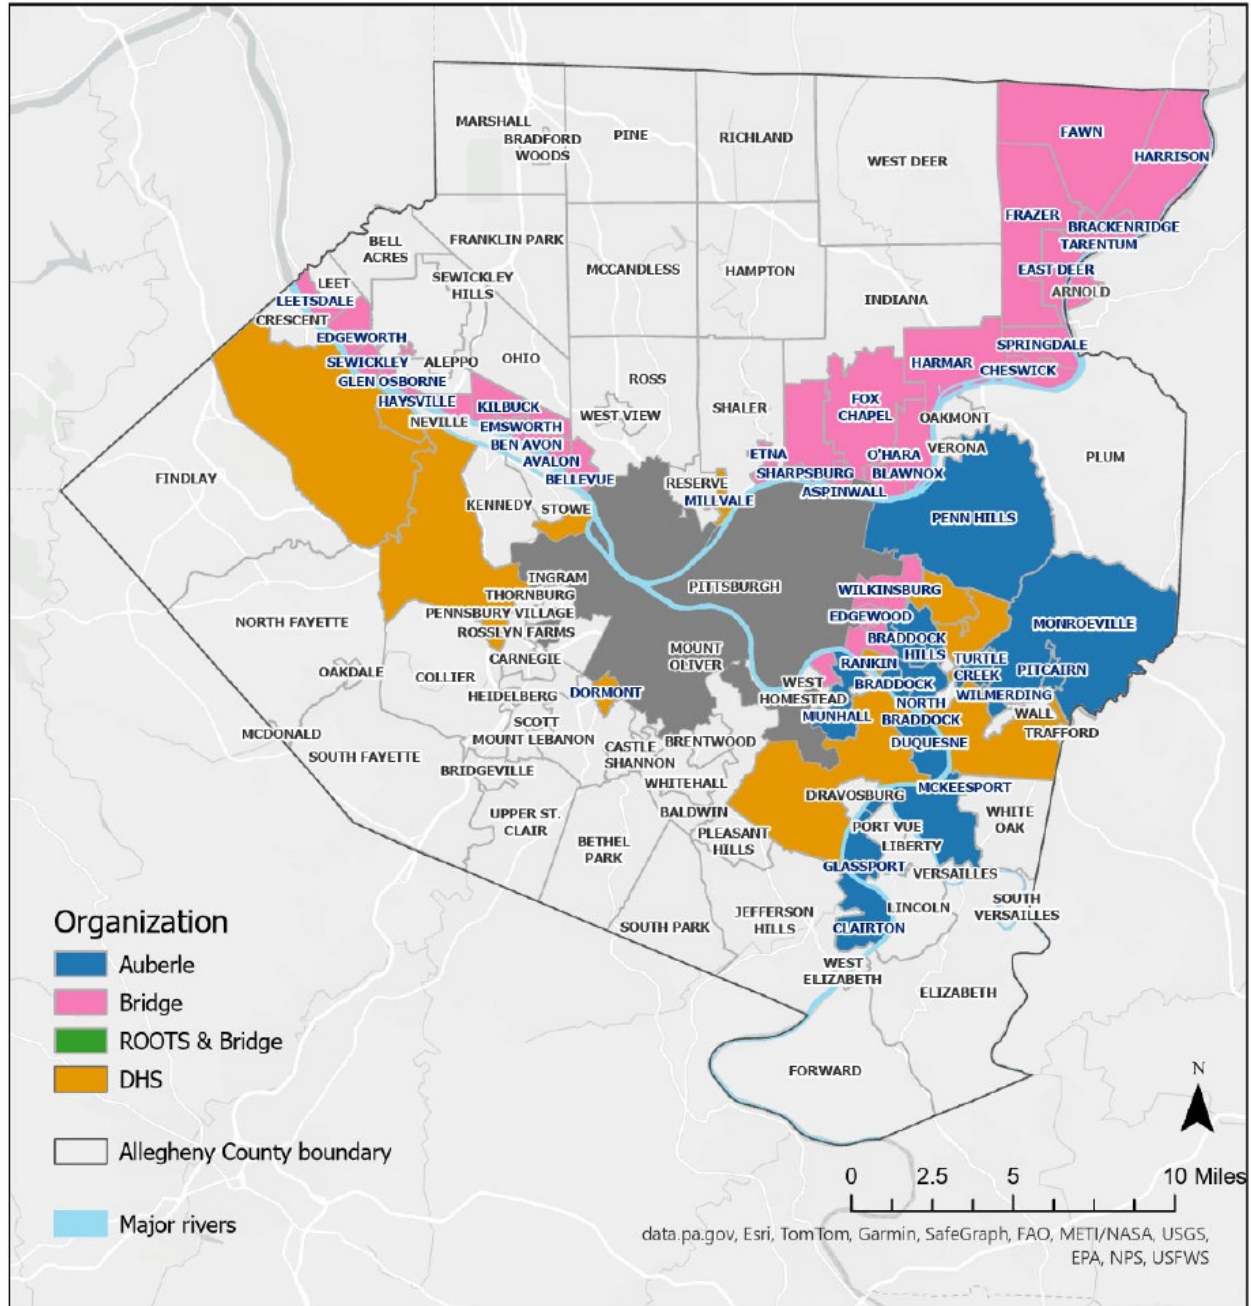 MARSHALL
BRADFORD
WOODS
PINE
RICHLAND
WEST DEER
FAWN
HARRISON
FRAZER
BRACKENRIDGE
TARENTUM
EAST DEER
ARNOLD
BELL
ACRES
FRANKLIN PARK
SEWICKLEY
HILLS
MCCANDLESS
HAMPTON
INDIANA
LEET
LEETSDALE
CRESCENT
EDGEWORTH
SEWICKLEY
ALEPPO
OHIO
GLEN OSBORNE
HAYSVILLE
KILBUCK
NEVILLE
EMSWORTH
BEN AVON
AVALON
BELLEVUE
ROSS
WEST VIEW
SHALER
FOX
CHAPEL
HARMAR
SPRINGDALE
CHESWICK
OAKMONT
VERONA
PLUM
ETNA
O'HARA
SHARPSBURG
BLAWNOX
ASPINWALL
RESERVE
MILLVALE
FINDLAY
KENNEDY
STOWE
PENN HILLS
PITTSBURGH
INGRAM
THORNBURG
PENNSBURY VILLAGE
ROSSLYN FARMS
CARNEGIE
NORTH FAYETTE
OAKDALE
COLLIER
HEIDELBERG
DORMONT
MOUNT
OLIVER
WILKINSBURG
EDGEWOOD
BRADDOCK
HILLS
RANKIN
BRADDOCK
NORTH
BRADDOCK
TURTLE
CREEK
WILMERDING
MONROEVILLE
PITCAIRN
WALL
TRAFFORD
WEST
HOMESTEAD
MUNHALL
DUQUESNE
MCDONALD
SOUTH FAYETTE
SCOTT
MOUNT LEBANON
BRIDGEVILLE
CASTLE
SHANNON
BRENTWOOD
WHITEHALL
BALDWIN
PLEASANT
HILLS
UPPER ST.
CLAIR
BETHEL
PARK
DRAVOSBURG
MCKEESPORT
PORT VUE
LIBERTY
WHITE
OAK
GLASSPORT
VERSAILLES
LINCOLN
SOUTH
VERSAILLES
SOUTH PARK
JEFFERSON
HILLS
CLAIRTON
WEST
ELIZABETH
ELIZABETH
FORWARD
Organization
Auberle
Bridge
ROOTS & Bridge
DHS
Allegheny County boundary
Major rivers
N
0 2.5 5 10 Miles
data.pa.gov, Esri, TomTom, Garmin, SafeGraph, FAO, METI/NASA, USGS,
EPA, NPS, USFWS